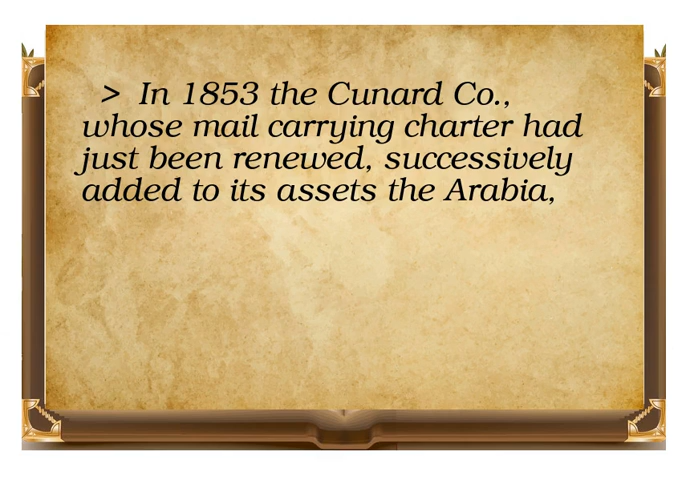 > In 1853 the Cunard Co.,
whose mail carrying charter had
just been renewed, successively
added to its assets the Arabia,